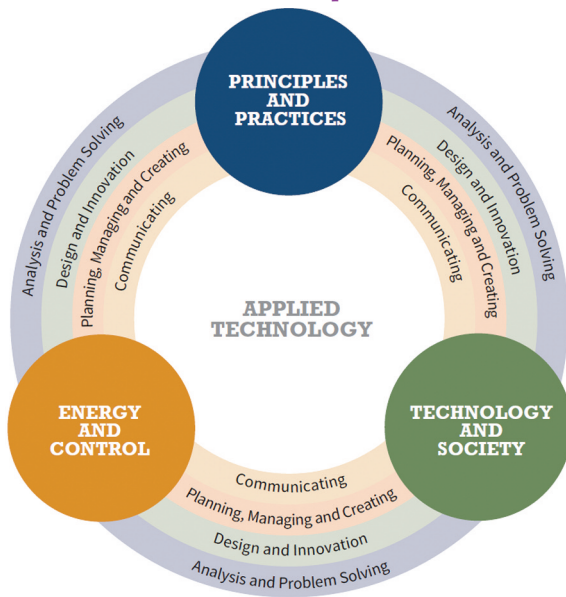 PRINCIPLES
AND
PRACTICES
Analysis and Problem Solving
Design and Innovation
Planning, Managing and Creating
Communicating
Analysis and Problem Solving
Design and Innovation
Planning, Managing and Creating
Communicating
APPLIED
TECHNOLOGY
ENERGY
AND
CONTROL
TECHNOLOGY
AND
SOCIETY
Communicating
Planning, Managing and Creating
Design and Innovation
Analysis and Problem Solving